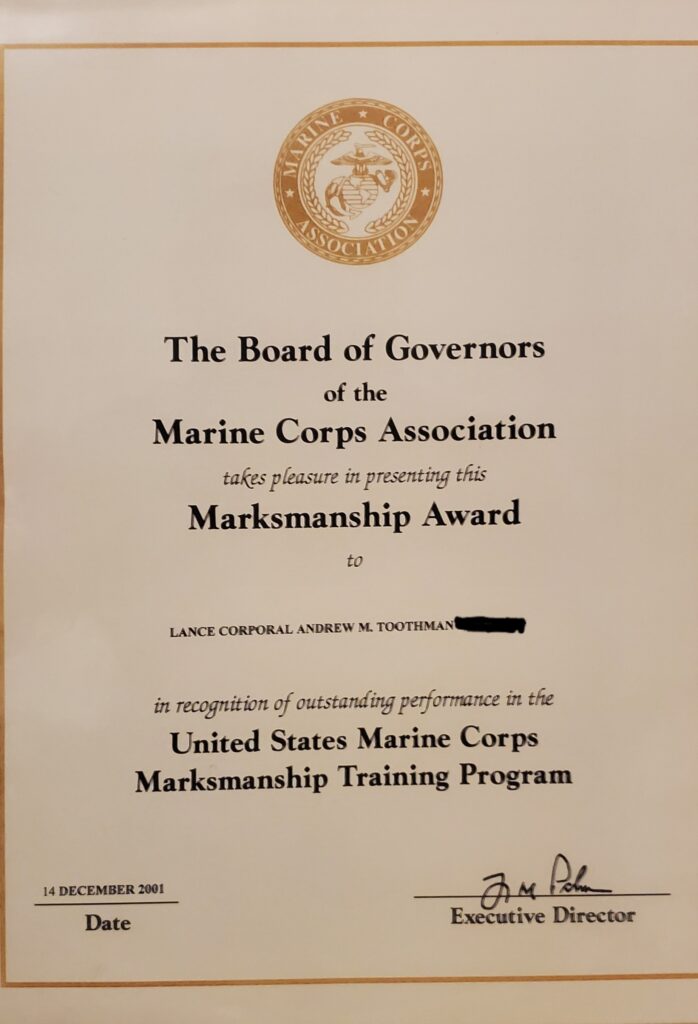 MARINE CORPS
ASSOCIATION
The Board of Governors
of the
Marine Corps Association
takes pleasure in presenting this
Marksmanship Award
to
LANCE CORPORAL ANDREW M. TOOTHMAN
in recognition of outstanding performance in the
United States Marine Corps
Marksmanship Training Program
14 DECEMBER 2001
Date
Executive Director